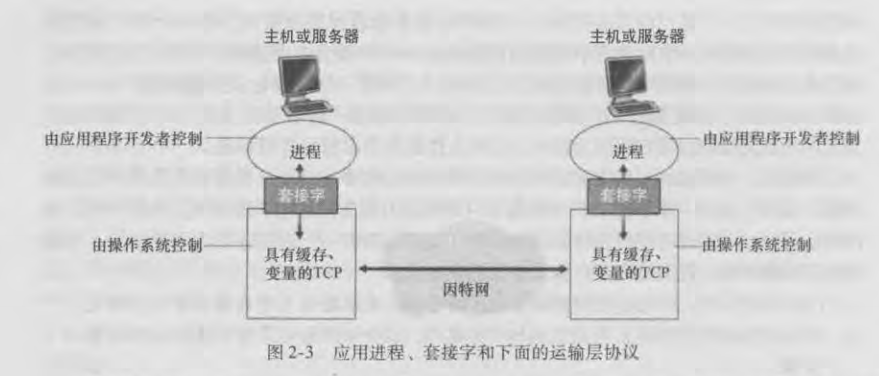 主机或服务器
主机或服务器
由应用程序开发者控制
进程
进程
由应用程序开发者控制
套接字
套接字
由操作系统控制
具有缓存、
变量的TCP
因特网
具有缓存、
变量的TCP
由操作系统控制
图 2-3 应用进程、套接字和下面的运输层协议